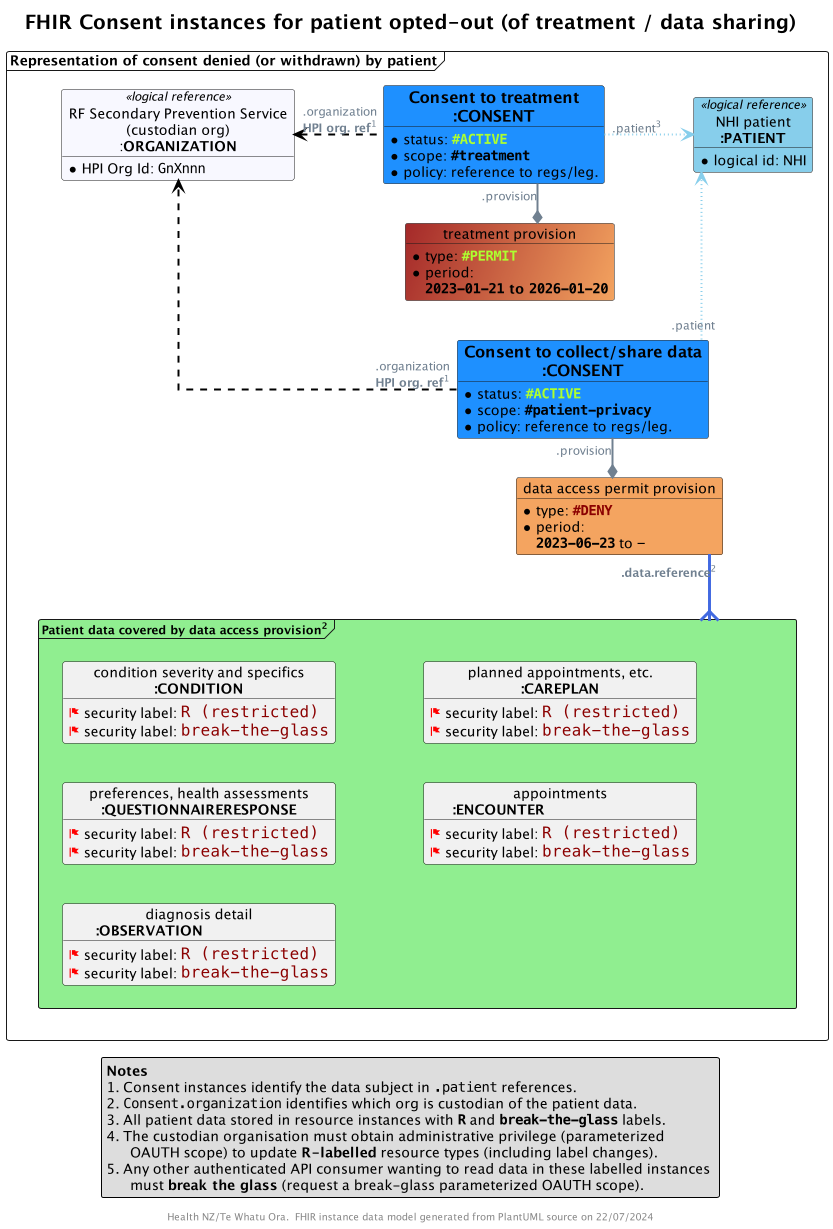 FHIR Consent instances for patient opted-out (of treatment / data sharing)
Representation of consent denied (or withdrawn) by patient
«logical reference»
RF Secondary Prevention Service
(custodian org)
:ORGANIZATION
• HPI Org Id: GnXnnn
.organization
HPI org. ref1
Consent to treatment
:CONSENT
• status: #ACTIVE
• scope: #treatment
• policy: reference to regs/leg.
.patient3
«logical reference»
NHI patient
:PATIENT
• logical id: NHI
.provision
treatment provision
• type: #PERMIT
• period:
2023-01-21 to 2026-01-20
.patient
.organization
HPI org. ref1
Consent to collect/share data
:CONSENT
• status: #ACTIVE
• scope: #patient-privacy
• policy: reference to regs/leg.
.provision
data access permit provision
• type: #DENY
• period:
2023-06-23 to −
.data.reference2
Patient data covered by data access provision2
condition severity and specifics
:CONDITION
security label: R (restricted)
security label: break-the-glass
planned appointments, etc.
:CAREPLAN
security label: R (restricted)
security label: break-the-glass
preferences, health assessments
:QUESTIONNAIRERESPONSE
security label: R (restricted)
security label: break-the-glass
appointments
:ENCOUNTER
security label: R (restricted)
security label: break-the-glass
diagnosis detail
:OBSERVATION
security label: R (restricted)
security label: break-the-glass
Notes
1. Consent instances identify the data subject in .patient references.
2. Consent.organization identifies which org is custodian of the patient data.
3. All patient data stored in resource instances with R and break-the-glass labels.
4. The custodian organisation must obtain administrative privilege (parameterized
OAUTH scope) to update R-labelled resource types (including label changes).
5. Any other authenticated API consumer wanting to read data in these labelled instances
must break the glass (request a break-glass parameterized OAUTH scope).
Health NZ/Te Whatu Ora. FHIR instance data model generated from PlantUML source on 22/07/2024